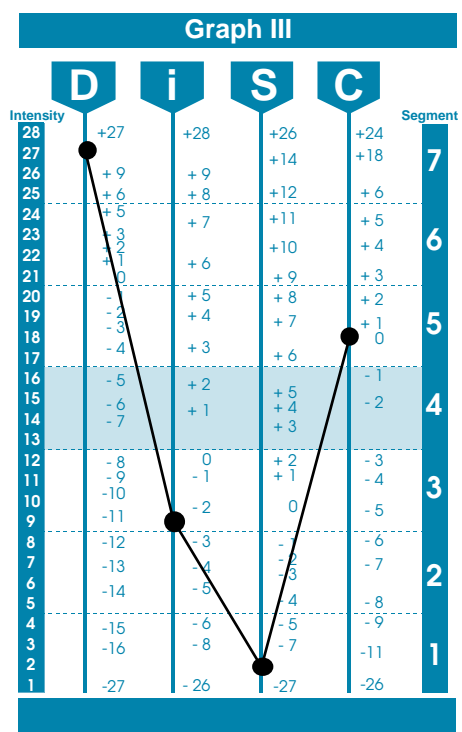 Graph III
D i S C
Intensity Segment
28 +27 +28 +26 +24
27 +14 +18 7
26 + 9 + 9
25 + 6 + 8 +12 + 6
24 + 5 + 7 +11 + 5
23 + 3 6
+ 2 +10 + 4
22 + 1 + 6
21 0 + 9 + 3
20 - 1 + 5 + 8 + 2
19 - 2 + 4 + 7 + 1 5
18 - 3 0
17 - 4 + 3 + 6
16 - 5 + 2 - 1
15 - 6 + 5 - 2 4
+ 1 + 4
14 - 7 + 3
13
12 - 8 0 + 2 - 3
11 - 9 - 1 + 1 - 4
10 -10 - 2 0 - 5 3
9 -11
8 -12 - 3 - 1 - 6
7 -13 - 4 - 2 - 7 2
- 3
6 -14 - 5
5 - 4 - 8
4 -15 - 6 - 5 - 9
3 -16 - 8 - 7 -11 1
2
1 -27 - 26 -27 -26